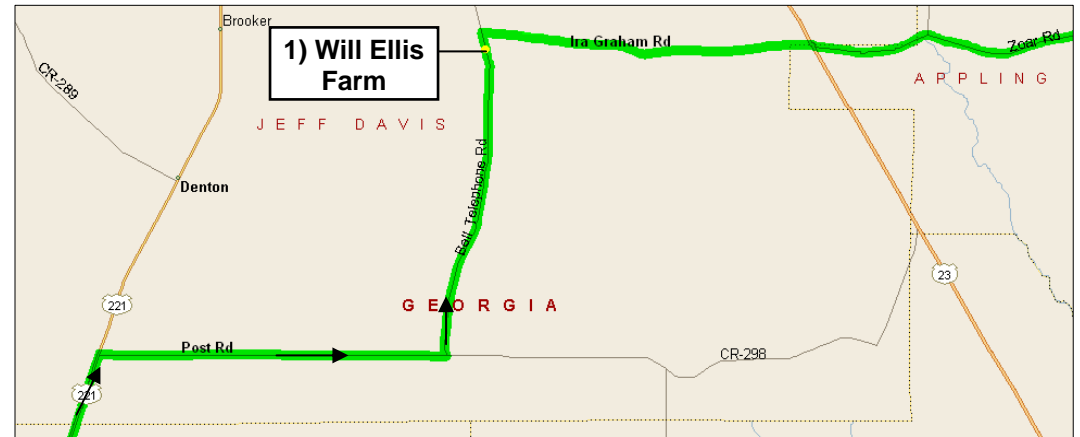 Brooker
1) Will Ellis
Farm
Ira Graham Rd
Zoar Rd
CR-289
A P P L I N G
J E F F D A V I S
Denton
Bell Telephone Rd
23
221
G E O R G I A
Post Rd
CR-298
221